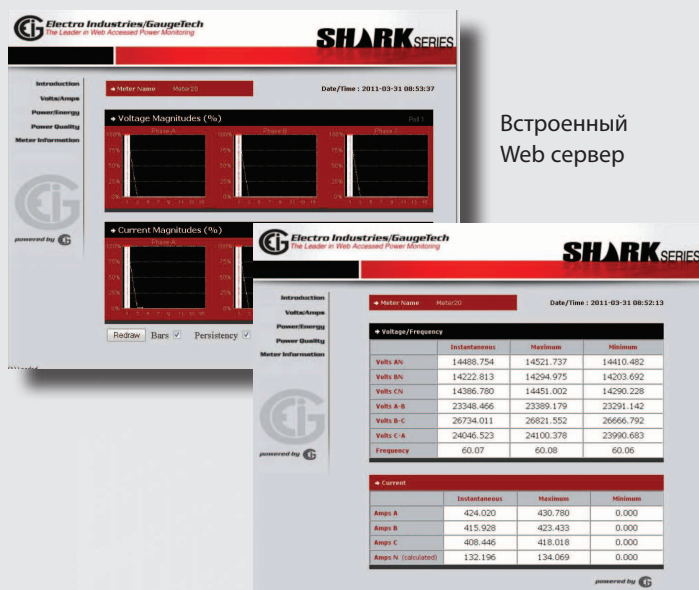 Electro Industries/GaugeTech
The Leader in Web Accessed Power Monitoring
SHARK SERIES
Introduction
Volts/Amps
Power/Energy
Power Quality
Meter Information
powered by
Meter Name Meter20
Date/Time : 2011-03-31 08:53:37
Voltage Magnitudes (%)
Phase A
Phase B
100%
75%
50%
25%
Current Magnitudes (%)
Phase A
100%
75%
50%
25%
Redraw Bars Persistency
Встроенный
Web сервер
Electro Industries/GaugeTech
The Leader in Web Accessed Power Monitoring
SHARK SERIES
Introduction
Volts/Amps
Power/Energy
Power Quality
Meter Information
powered by
Meter Name Meter20
Date/Time : 2011-03-31 08:52:13
Voltage/Frequency
Instantaneous Maximum Minimum
Volts AN 14488.754 14521.737 14410.482
Volts BN 14222.813 14294.975 14203.692
Volts CN 14386.780 14451.002 14290.228
Volts A-B 23348.466 23389.179 23291.142
Volts B-C 26734.011 26821.552 26666.792
Volts C-A 24046.523 24100.378 23990.683
Frequency 60.07 60.08 60.06
Current
Instantaneous Maximum Minimum
Amps A 424.020 430.780 0.000
Amps B 415.928 423.433 0.000
Amps C 408.446 418.018 0.000
Amps N (calculated) 132.196 134.069 0.000
powered by